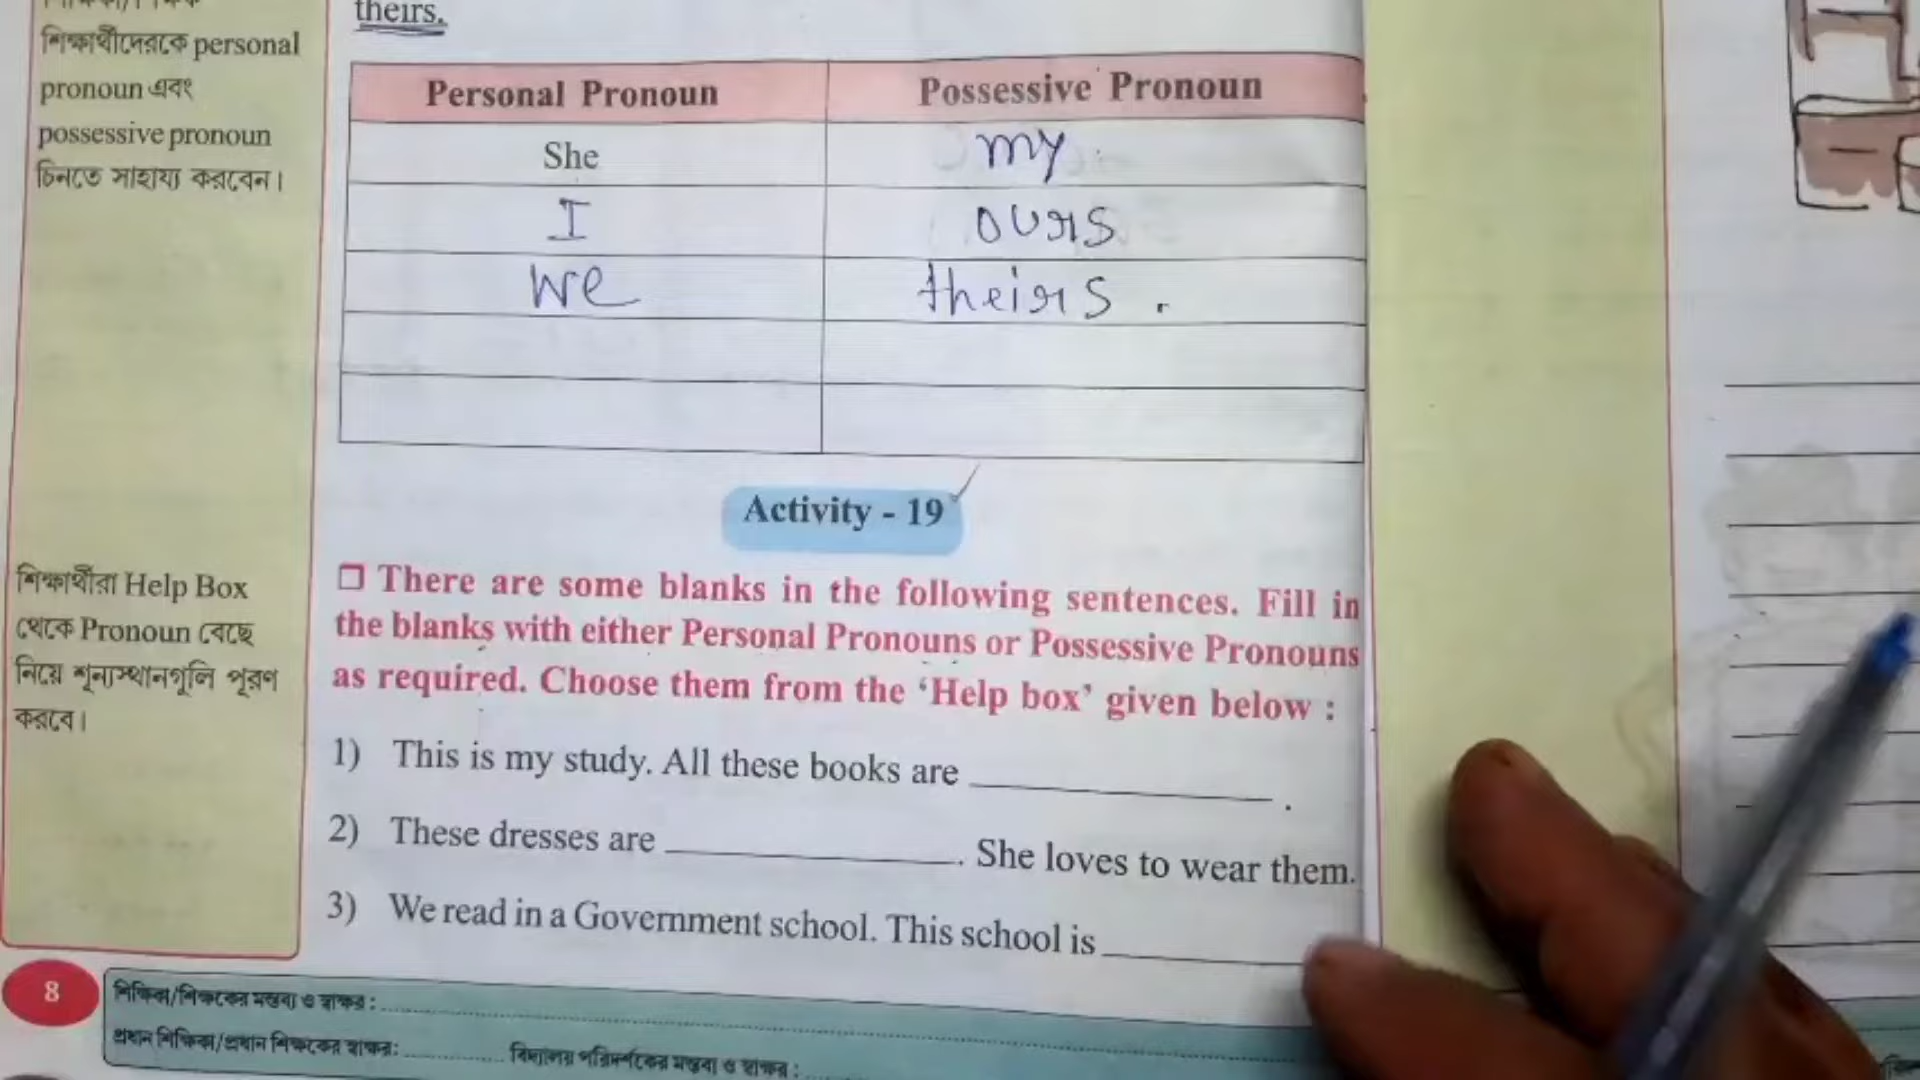 theirs.
শিক্ষার্থীদেরকে personal
pronoun এবং
possessive pronoun
চিনতে সাহায্য করবেন।
Personal Pronoun Possessive Pronoun
She my
I ours
We theirs .
Activity - 19
শিক্ষার্থীরা Help Box
থেকে Pronoun বেছে
নিয়ে শূন্যস্থানগুলি পূরণ
করবে।
❒ There are some blanks in the following sentences. Fill in
the blanks with either Personal Pronouns or Possessive Pronouns
as required. Choose them from the ‘Help box’ given below :
1) This is my study. All these books are ____________ .
2) These dresses are ____________. She loves to wear them.
3) We read in a Government school. This school is ____________
8
শিক্ষিকা/শিক্ষকের মন্তব্য ও স্বাক্ষর :
প্রধান শিক্ষিকা/প্রধান শিক্ষকের স্বাক্ষর: বিদ্যালয় পরিদর্শকের মন্তব্য ও স্বাক্ষর :